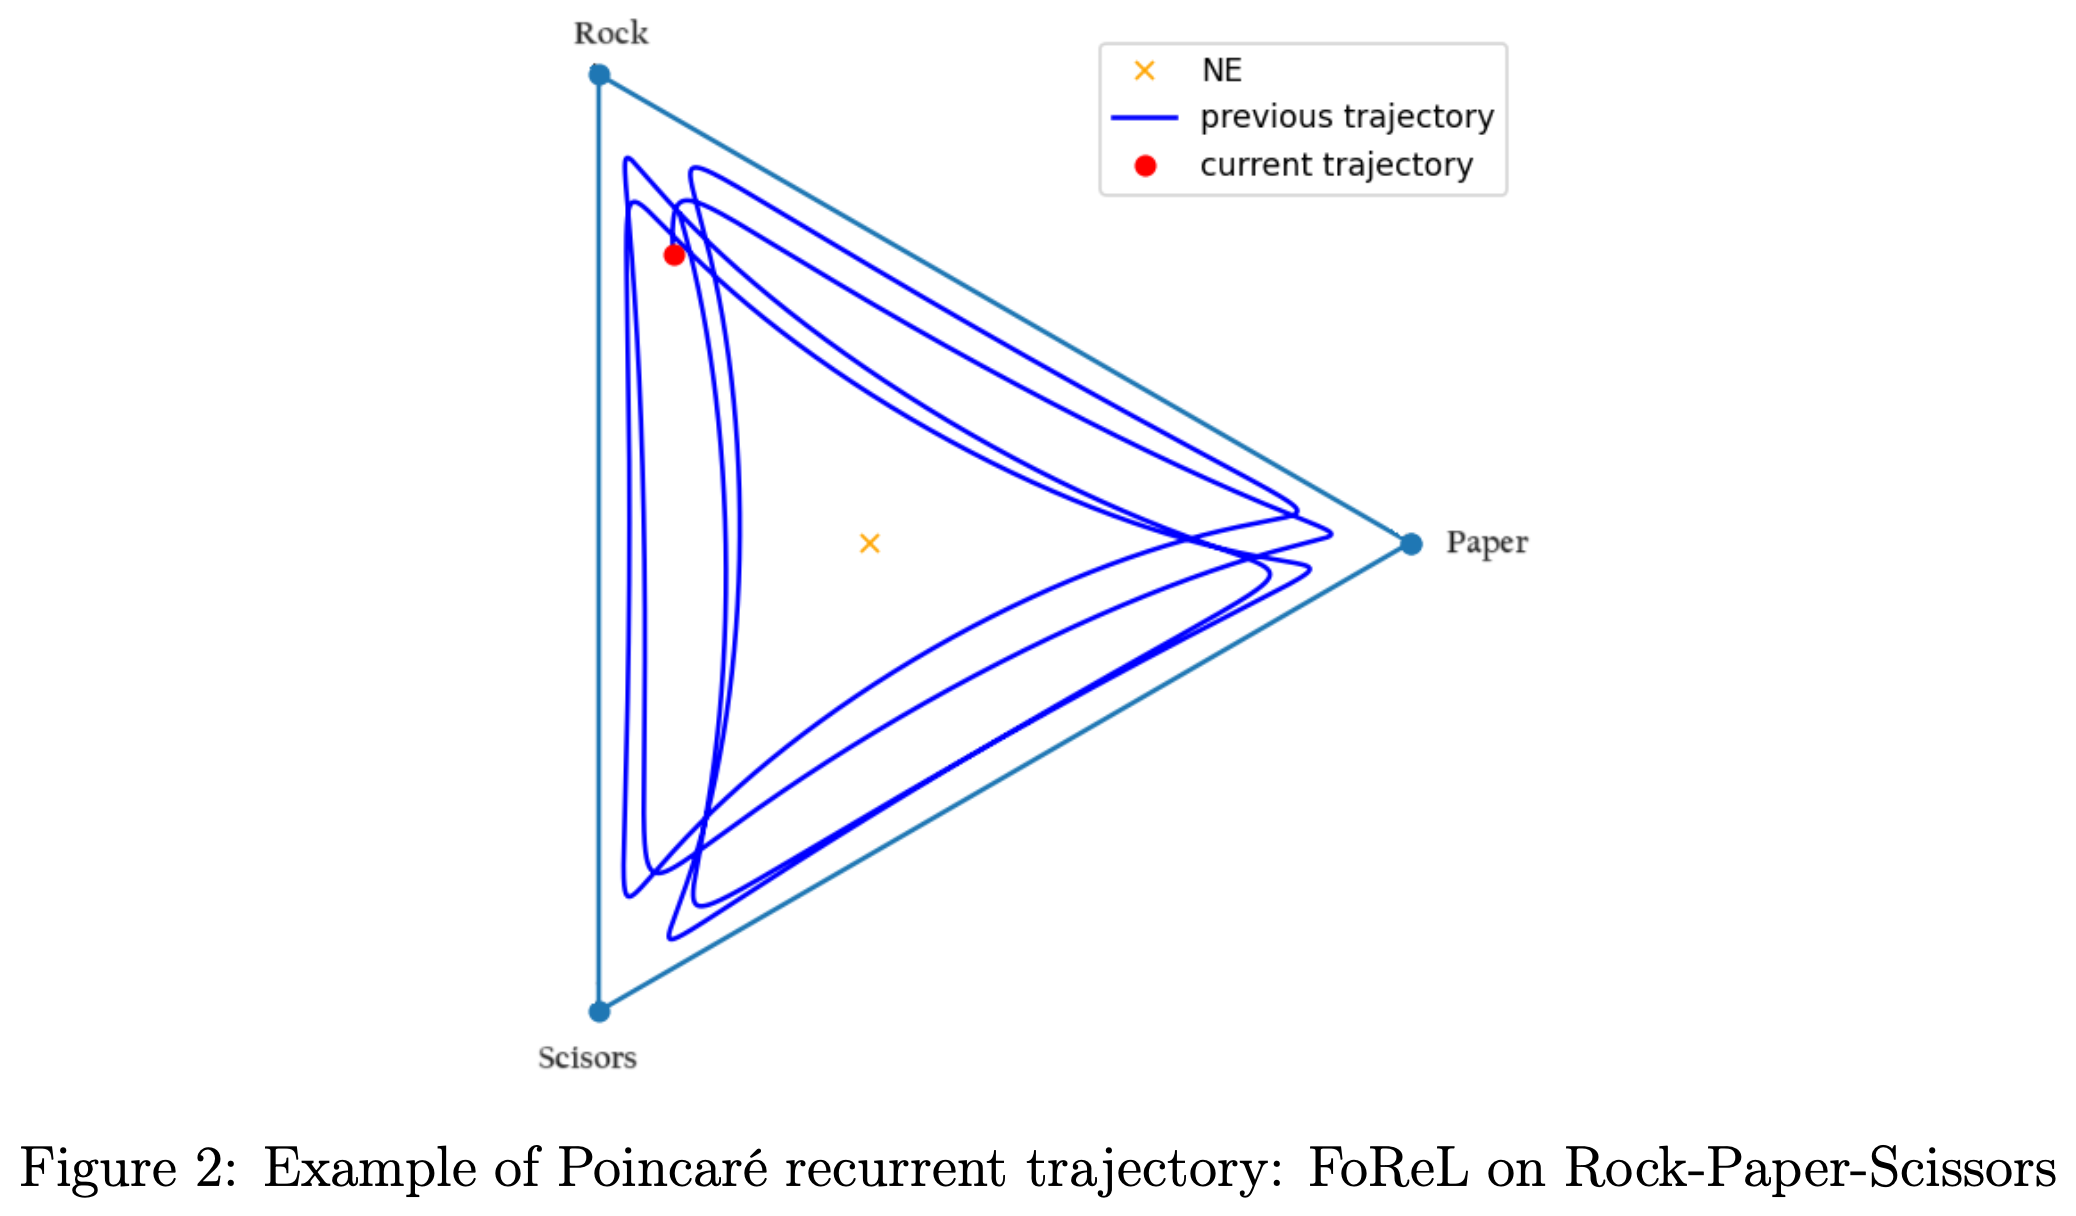 Rock
NE
previous trajectory
current trajectory
Paper
Scisors
Figure 2: Example of Poincaré recurrent trajectory: FoReL on Rock-Paper-Scissors